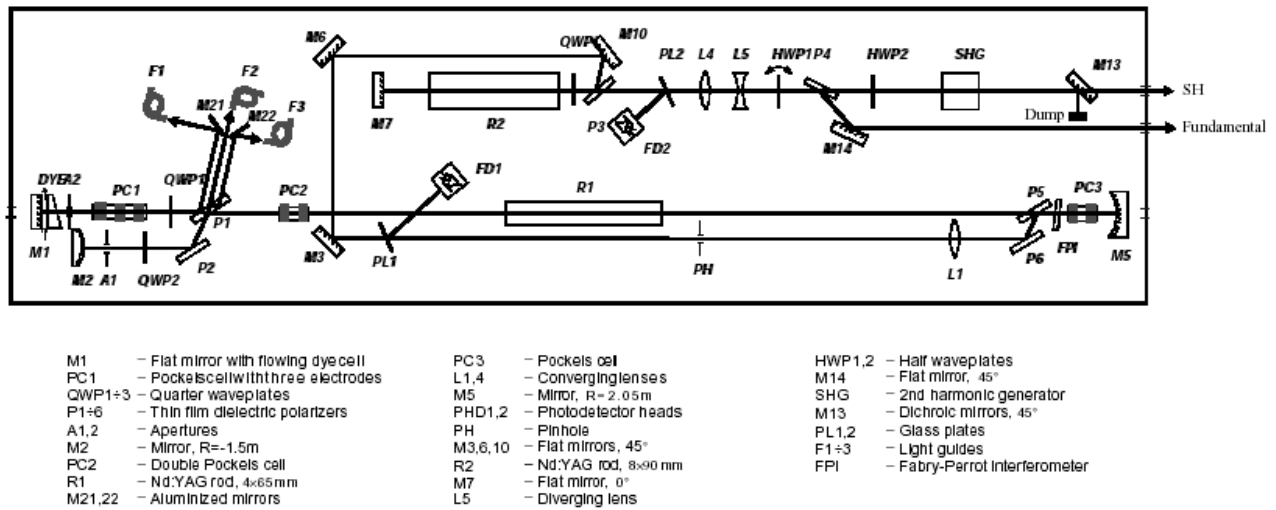 M6
QWP
M10
PL2
L4
L5
HWP1
P4
HWP2
SHG
M13
F1
F2
F3
M21
M22
M7
R2
P3
FD2
Dump
SH
M14
Fundamental
DYE
A2
PC1
QWP1
P1
PC2
FD1
R1
P5
PC3
M1
M2
A1
QWP2
P2
M3
PL1
PH
L1
P6
FPI
M5
M1 – Flat mirror with flowing dyecell
PC1 – Pockelscellwiththree electrodes
QWP1÷3 – Quarter waveplates
P1÷6 – Thin film dielectric polarizers
A1,2 – Apertures
M2 – Mirror, R=-1.5m
PC2 – Double Pockels cell
R1 – Nd:YAG rod, 4x65mm
M21,22 – Aluminized mirrors
PC3 – Pockels cell
L1,4 – Converginglenses
M5 – Mirror, R=2.05m
PHD1,2 – Photodetector heads
PH – Pinhole
M3,6,10 – Flat mirrors, 45°
R2 – Nd:YAG rod, 8x90 mm
M7 – Flat mirror, 0°
L5 – Diverging lens
HWP1,2 – Half waveplates
M14 – Flat mirror, 45°
SHG – 2nd harmonic generator
M13 – Dichroic mirrors, 45°
PL1,2 – Glass plates
F1÷3 – Light guides
FPI – Fabry-Perrot Interferometer